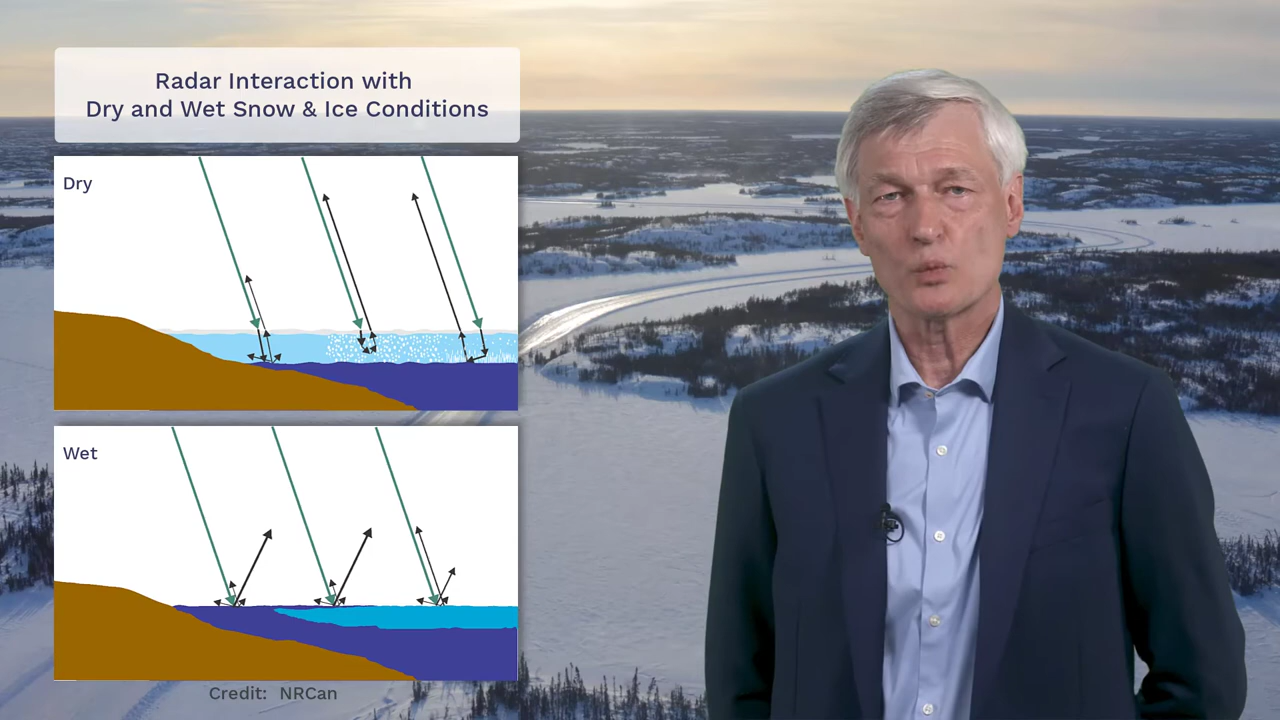 Radar Interaction with
Dry and Wet Snow & Ice Conditions
Dry
Wet
Credit: NRCan